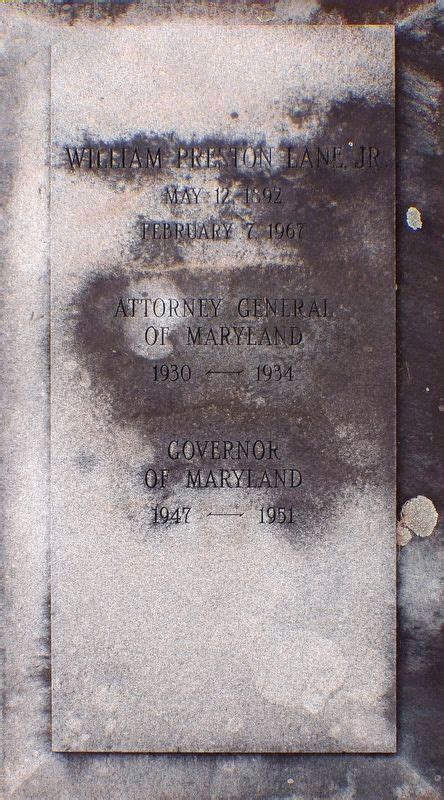 WILLIAM PRESTON LANE, JR.
MAY 12, 1892
FEBRUARY 7, 1967
ATTORNEY GENERAL
OF MARYLAND
1930 — 1934
GOVERNOR
OF MARYLAND
1947 — 1951